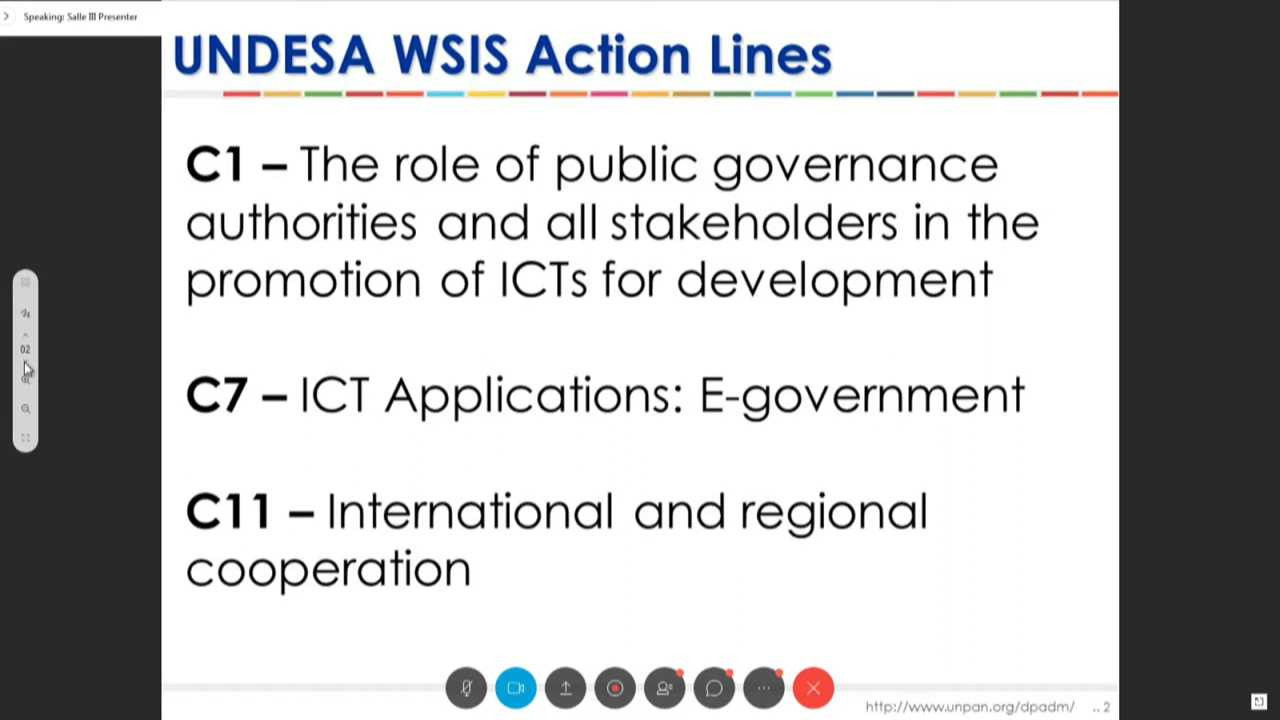 Speaking: Salle III Presenter
UNDESA WSIS Action Lines
C1 – The role of public governance
authorities and all stakeholders in the
promotion of ICTs for development
02
C7 – ICT Applications: E-government
C11 – International and regional
cooperation
http://www.unpan.org/dpadm/ .. 2